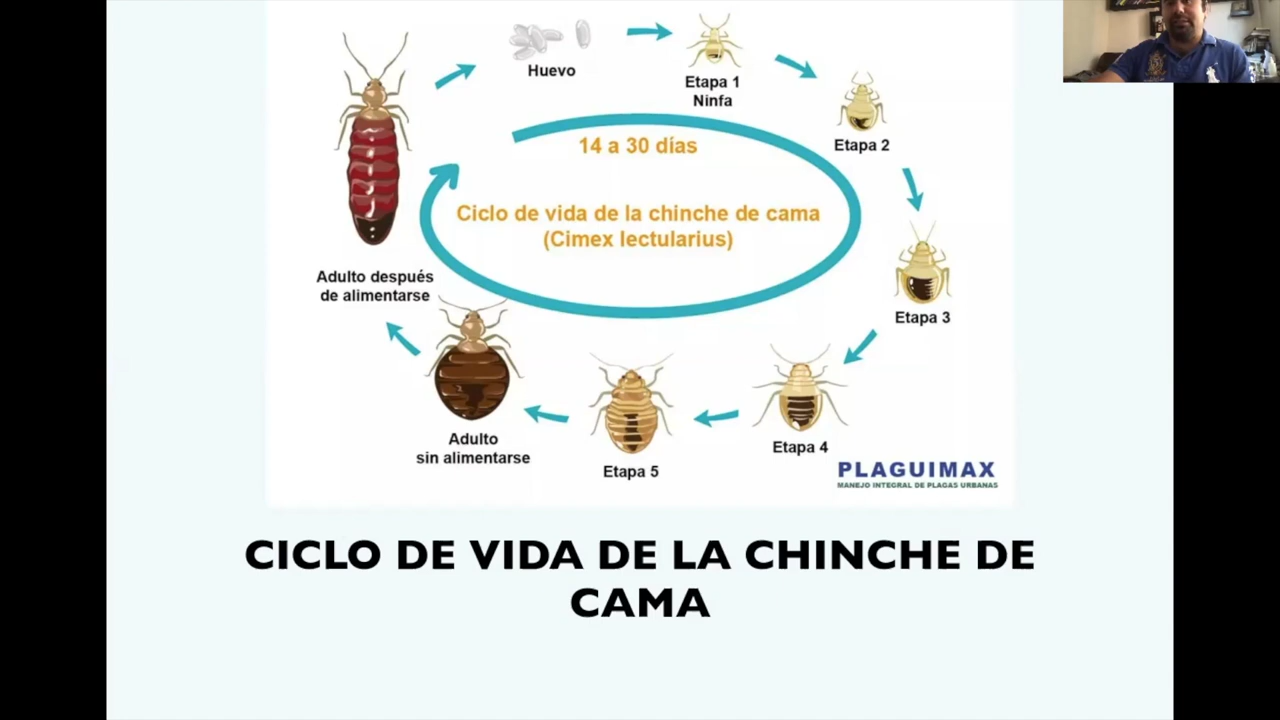 Huevo
Etapa 1
Ninfa
Etapa 2
14 a 30 días
Ciclo de vida de la chinche de cama
(Cimex lectularius)
Adulto después
de alimentarse
Etapa 3
Adulto
sin alimentarse
Etapa 4
Etapa 5
PLAGUIMAX
MANEJO INTEGRAL DE PLAGAS URBANAS
CICLO DE VIDA DE LA CHINCHE DE
CAMA